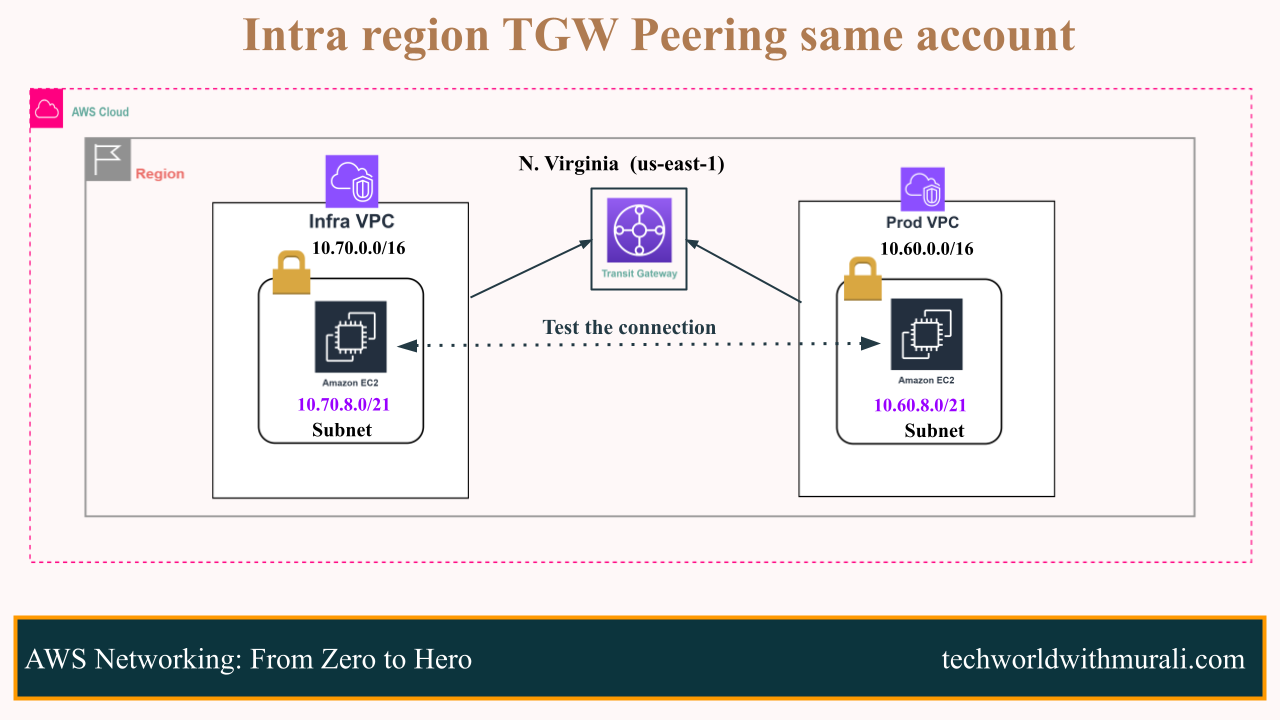 Intra region TGW Peering same account
AWS Cloud
Region
N. Virginia (us-east-1)
Infra VPC
10.70.0.0/16
Transit Gateway
Prod VPC
10.60.0.0/16
Test the connection
Amazon EC2
10.70.8.0/21
Subnet
Amazon EC2
10.60.8.0/21
Subnet
AWS Networking: From Zero to Hero
techworldwithmurali.com